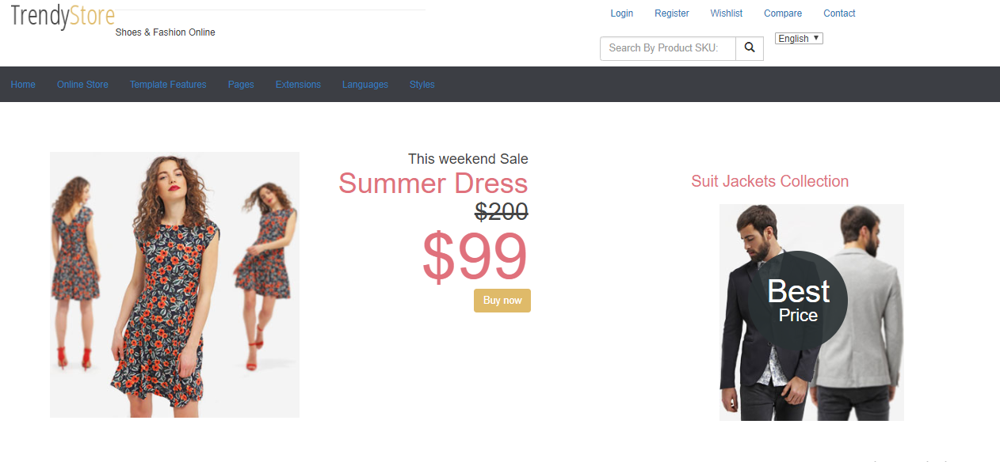 TrendyStore
Shoes & Fashion Online
Login Register Wishlist Compare Contact
Search By Product SKU:
English
Home Online Store Template Features Pages Extensions Languages Styles
This weekend Sale
Summer Dress
$200
$99
Buy now
Suit Jackets Collection
Best
Price